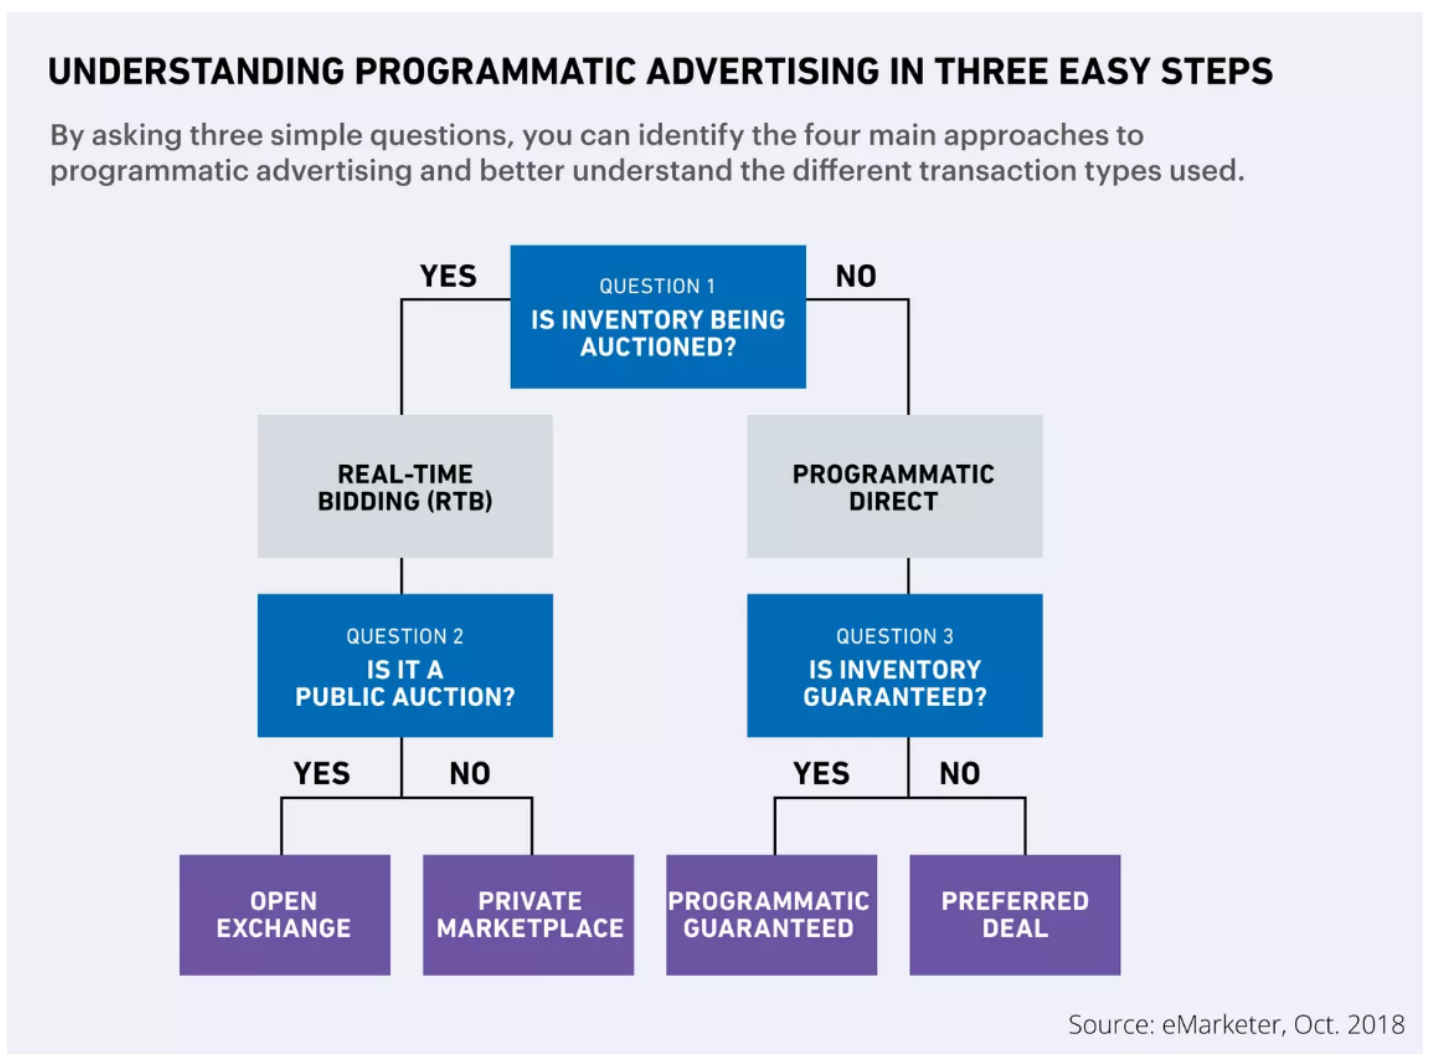 UNDERSTANDING PROGRAMMATIC ADVERTISING IN THREE EASY STEPS
By asking three simple questions, you can identify the four main approaches to
programmatic advertising and better understand the different transaction types used.
YES
NO
QUESTION 1
IS INVENTORY BEING
AUCTIONED?
REAL-TIME
BIDDING (RTB)
PROGRAMMATIC
DIRECT
QUESTION 2
IS IT A
PUBLIC AUCTION?
QUESTION 3
IS INVENTORY
GUARANTEED?
YES
NO
YES
NO
OPEN
EXCHANGE
PRIVATE
MARKETPLACE
PROGRAMMATIC
GUARANTEED
PREFERRED
DEAL
Source: eMarketer, Oct. 2018